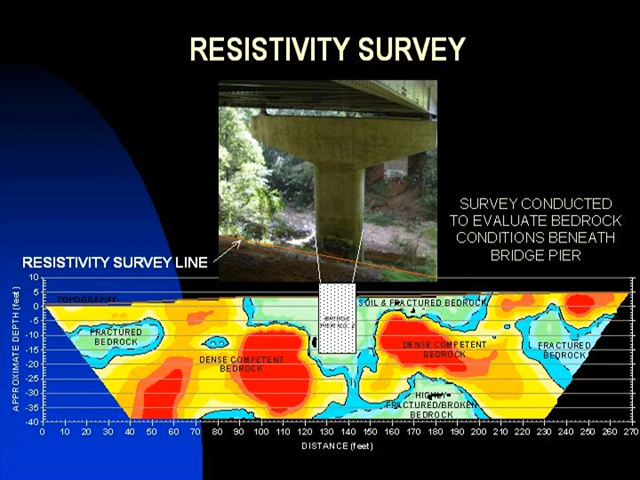 RESISTIVITY SURVEY
SURVEY CONDUCTED
TO EVALUATE BEDROCK
CONDITIONS BENEATH
BRIDGE PIER
RESISTIVITY SURVEY LINE
APPROXIMATE DEPTH (feet)
10
5
0
-5
-10
-15
-20
-25
-30
-35
-40
TOPOGRAPHY
SOIL & FRACTURED BEDROCK
BRIDGE
PIER NO. 2
FRACTURED
BEDROCK
DENSE COMPETENT
BEDROCK
DENSE COMPETENT
BEDROCK
FRACTURED
BEDROCK
HIGHLY
FRACTURED/BROKEN
BEDROCK
0 10 20 30 40 50 60 70 80 90 100 110 120 130 140 150 160 170 180 190 200 210 220 230 240 250 260 270
DISTANCE (feet)